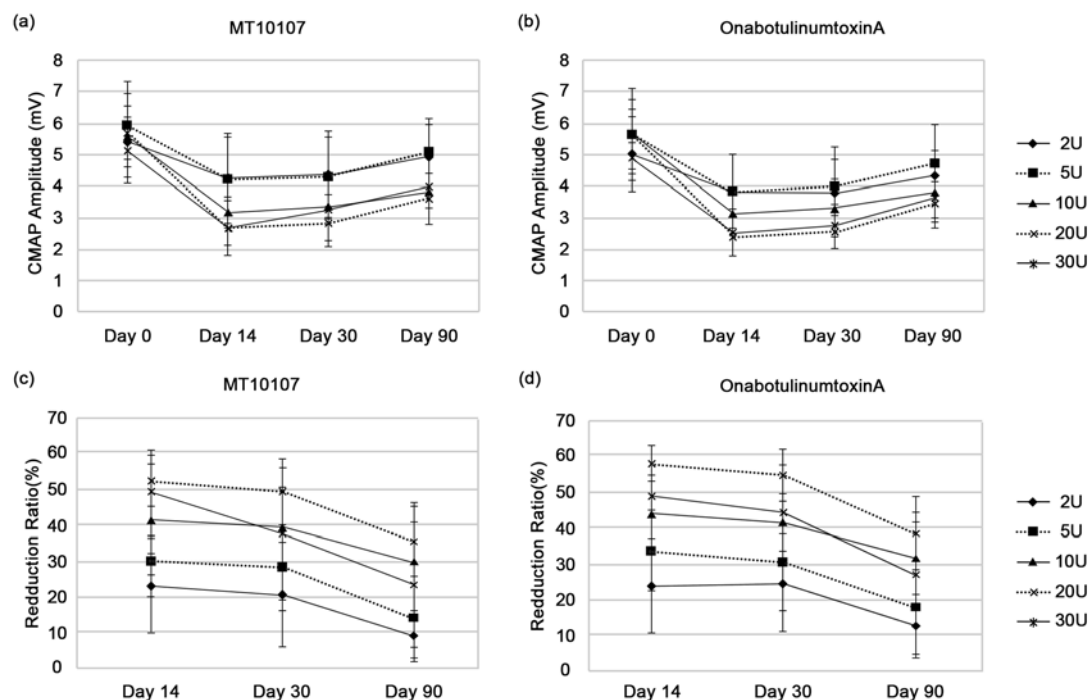 (a)
MT10107
8
7
6
5
4
3
2
1
0
CMAP Amplitude (mV)
Day 0 Day 14 Day 30 Day 90
(b)
OnabotulinumtoxinA
8
7
6
5
4
3
2
1
0
CMAP Amplitude (mV)
Day 0 Day 14 Day 30 Day 90
2U
5U
10U
20U
30U
(c)
MT10107
70
60
50
40
30
20
10
0
Redduction Ratio(%)
Day 14 Day 30 Day 90
(d)
OnabotulinumtoxinA
70
60
50
40
30
20
10
0
Redduction Ratio(%)
Day 14 Day 30 Day 90
2U
5U
10U
20U
30U